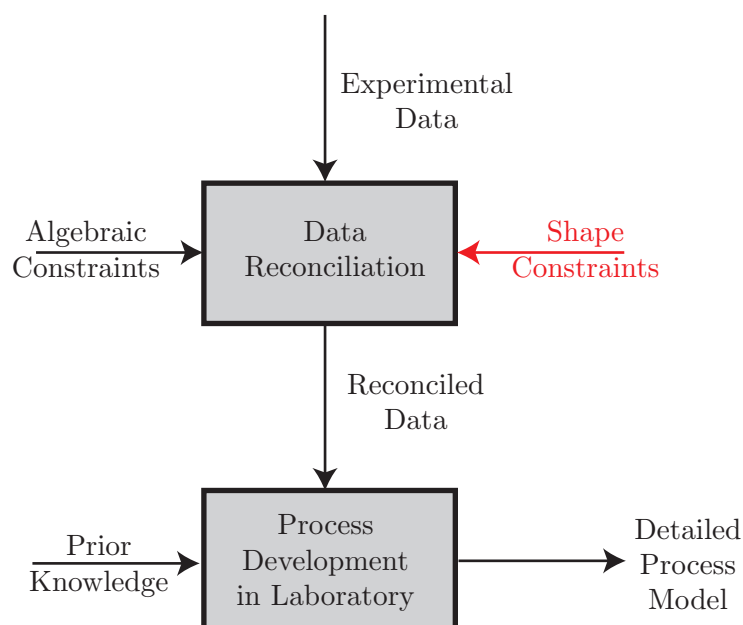 Experimental
Data
Algebraic
Constraints
Data
Reconciliation
Shape
Constraints
Reconciled
Data
Prior
Knowledge
Process
Development
in Laboratory
Detailed
Process
Model